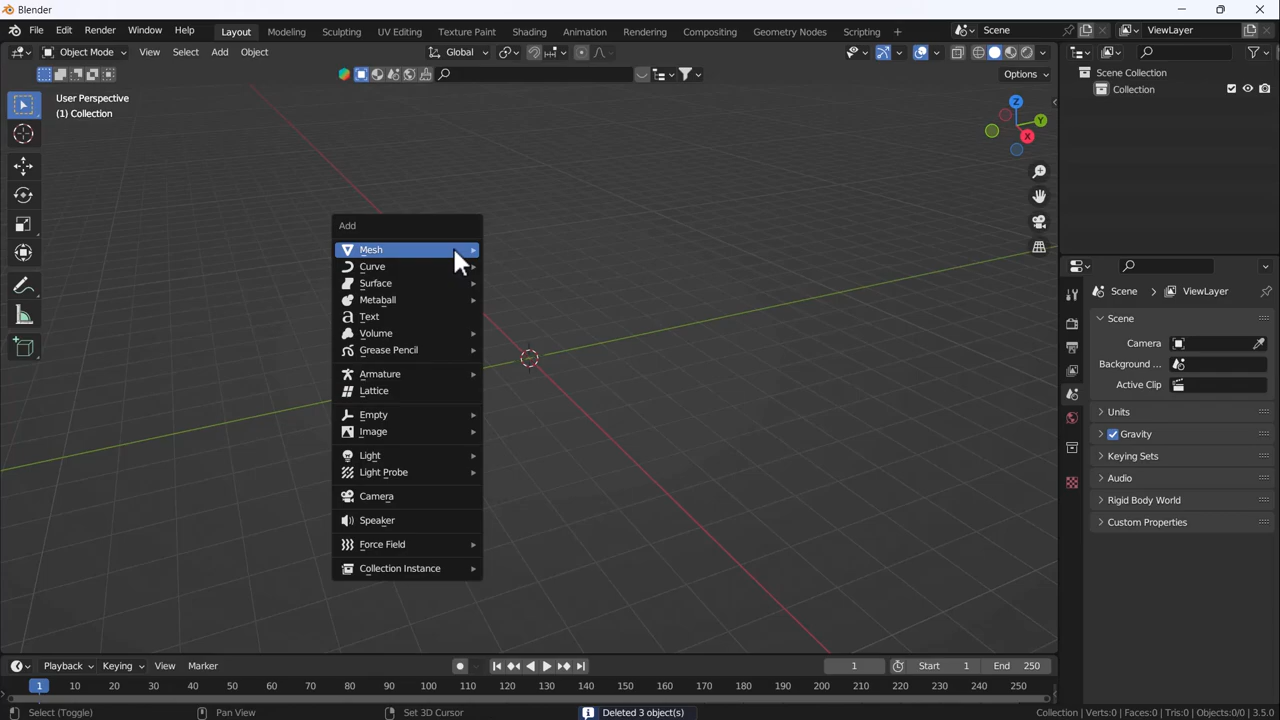 Blender
File Edit Render Window Help Layout Modeling Sculpting UV Editing Texture Paint Shading Animation Rendering Compositing Geometry Nodes Scripting + Scene ViewLayer
Object Mode View Select Add Object Global
Options
User Perspective
(1) Collection
Z
Y
X
Scene Collection
Collection
Add
Mesh
Curve
Surface
Metaball
Text
Volume
Grease Pencil
Armature
Lattice
Empty
Image
Light
Light Probe
Camera
Speaker
Force Field
Collection Instance
Scene > ViewLayer
Scene
Camera
Background ...
Active Clip
Units
Gravity
Keying Sets
Audio
Rigid Body World
Custom Properties
Playback Keying View Marker 1 Start 1 End 250
1 10 20 30 40 50 60 70 80 90 100 110 120 130 140 150 160 170 180 190 200 210 220 230 240 250
Select (Toggle) Pan View Set 3D Cursor Deleted 3 object(s) Collection | Verts:0 | Faces:0 | Tris:0 | Objects:0/0 | 3.5.0